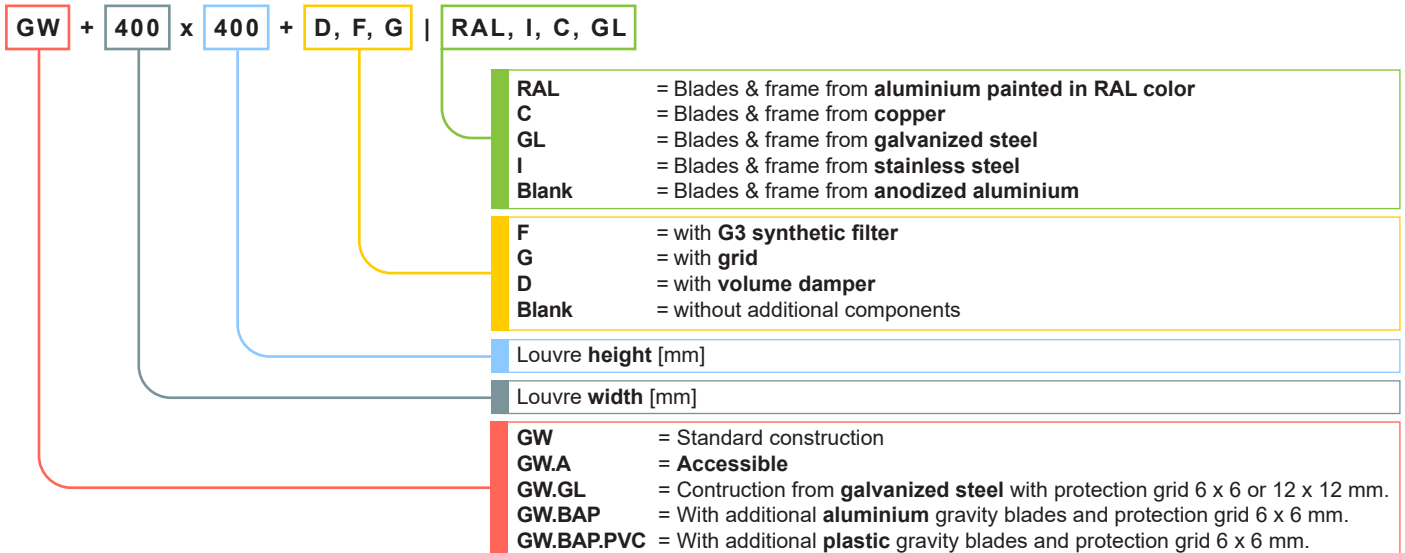 GW + 400 x 400 + D, F, G | RAL, I, C, GL
RAL = Blades & frame from aluminium painted in RAL color
C = Blades & frame from copper
GL = Blades & frame from galvanized steel
I = Blades & frame from stainless steel
Blank = Blades & frame from anodized aluminium
F = with G3 synthetic filter
G = with grid
D = with volume damper
Blank = without additional components
Louvre height [mm]
Louvre width [mm]
GW = Standard construction
GW.A = Accessible
GW.GL = Contruction from galvanized steel with protection grid 6 x 6 or 12 x 12 mm.
GW.BAP = With additional aluminium gravity blades and protection grid 6 x 6 mm.
GW.BAP.PVC = With additional plastic gravity blades and protection grid 6 x 6 mm.